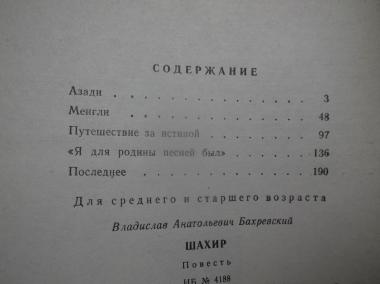 СОДЕРЖАНИЕ
Азади . . . . . . . . . . 3
Менгли . . . . . . . . . . 48
Путешествие за истиной . . . . . . 97
«Я для родины песней был» . . . . . 136
Последнее . . . . . . . . . 190
Для среднего и старшего возраста
Владислав Анатольевич Бахревский
ШАХИР
Повесть
ИБ № 4188